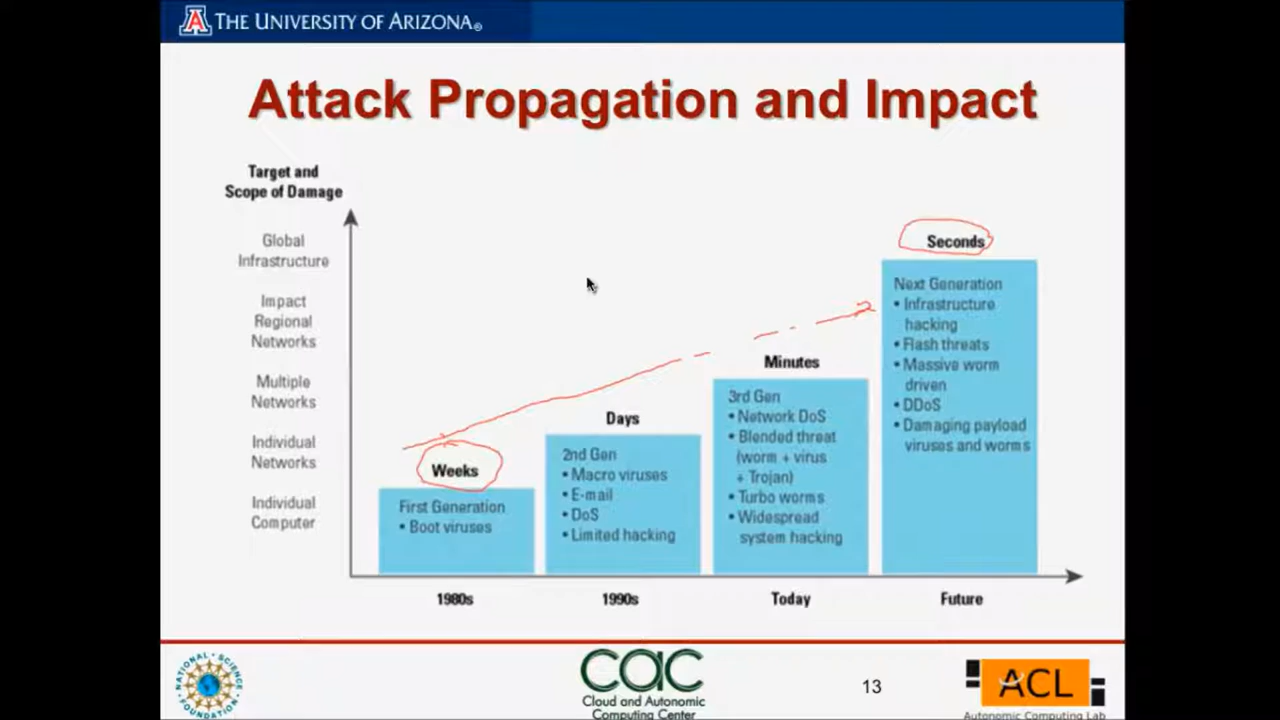 THE UNIVERSITY OF ARIZONA®
Attack Propagation and Impact
Target and
Scope of Damage
Global
Infrastructure
Impact
Regional
Networks
Multiple
Networks
Individual
Networks
Individual
Computer
Weeks
First Generation
• Boot viruses
1980s
Days
2nd Gen
• Macro viruses
• E-mail
• DoS
• Limited hacking
1990s
Minutes
3rd Gen
• Network DoS
• Blended threat
(worm + virus
+ Trojan)
• Turbo worms
• Widespread
system hacking
Today
Seconds
Next Generation
• Infrastructure
hacking
• Flash threats
• Massive worm
driven
• DDoS
• Damaging payload
viruses and worms
Future
NATIONAL SCIENCE FOUNDATION
cac
Cloud and Autonomic
Computing Center
13
ACL
Autonomic Computing Lab